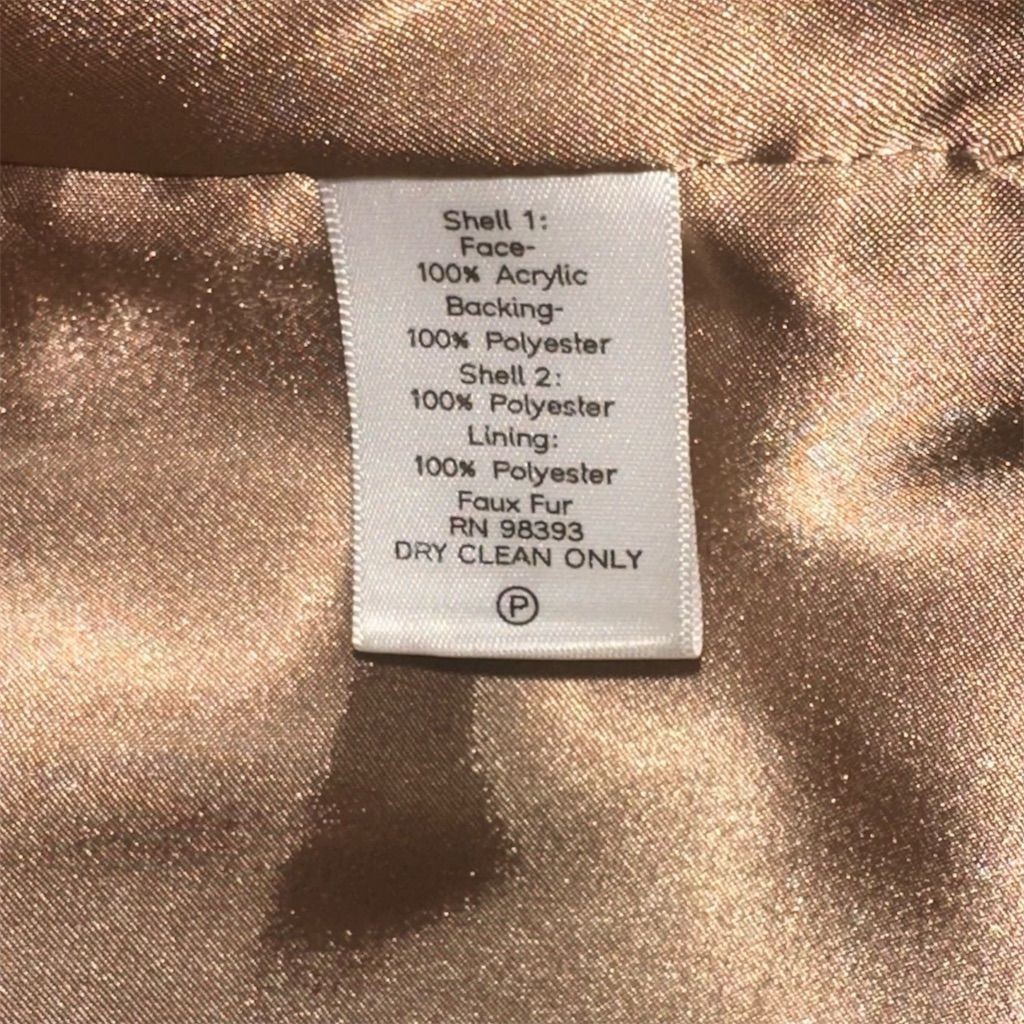 Shell 1:
Face-
100% Acrylic
Backing-
100% Polyester
Shell 2:
100% Polyester
Lining:
100% Polyester
Faux Fur
RN 98393
DRY CLEAN ONLY
P